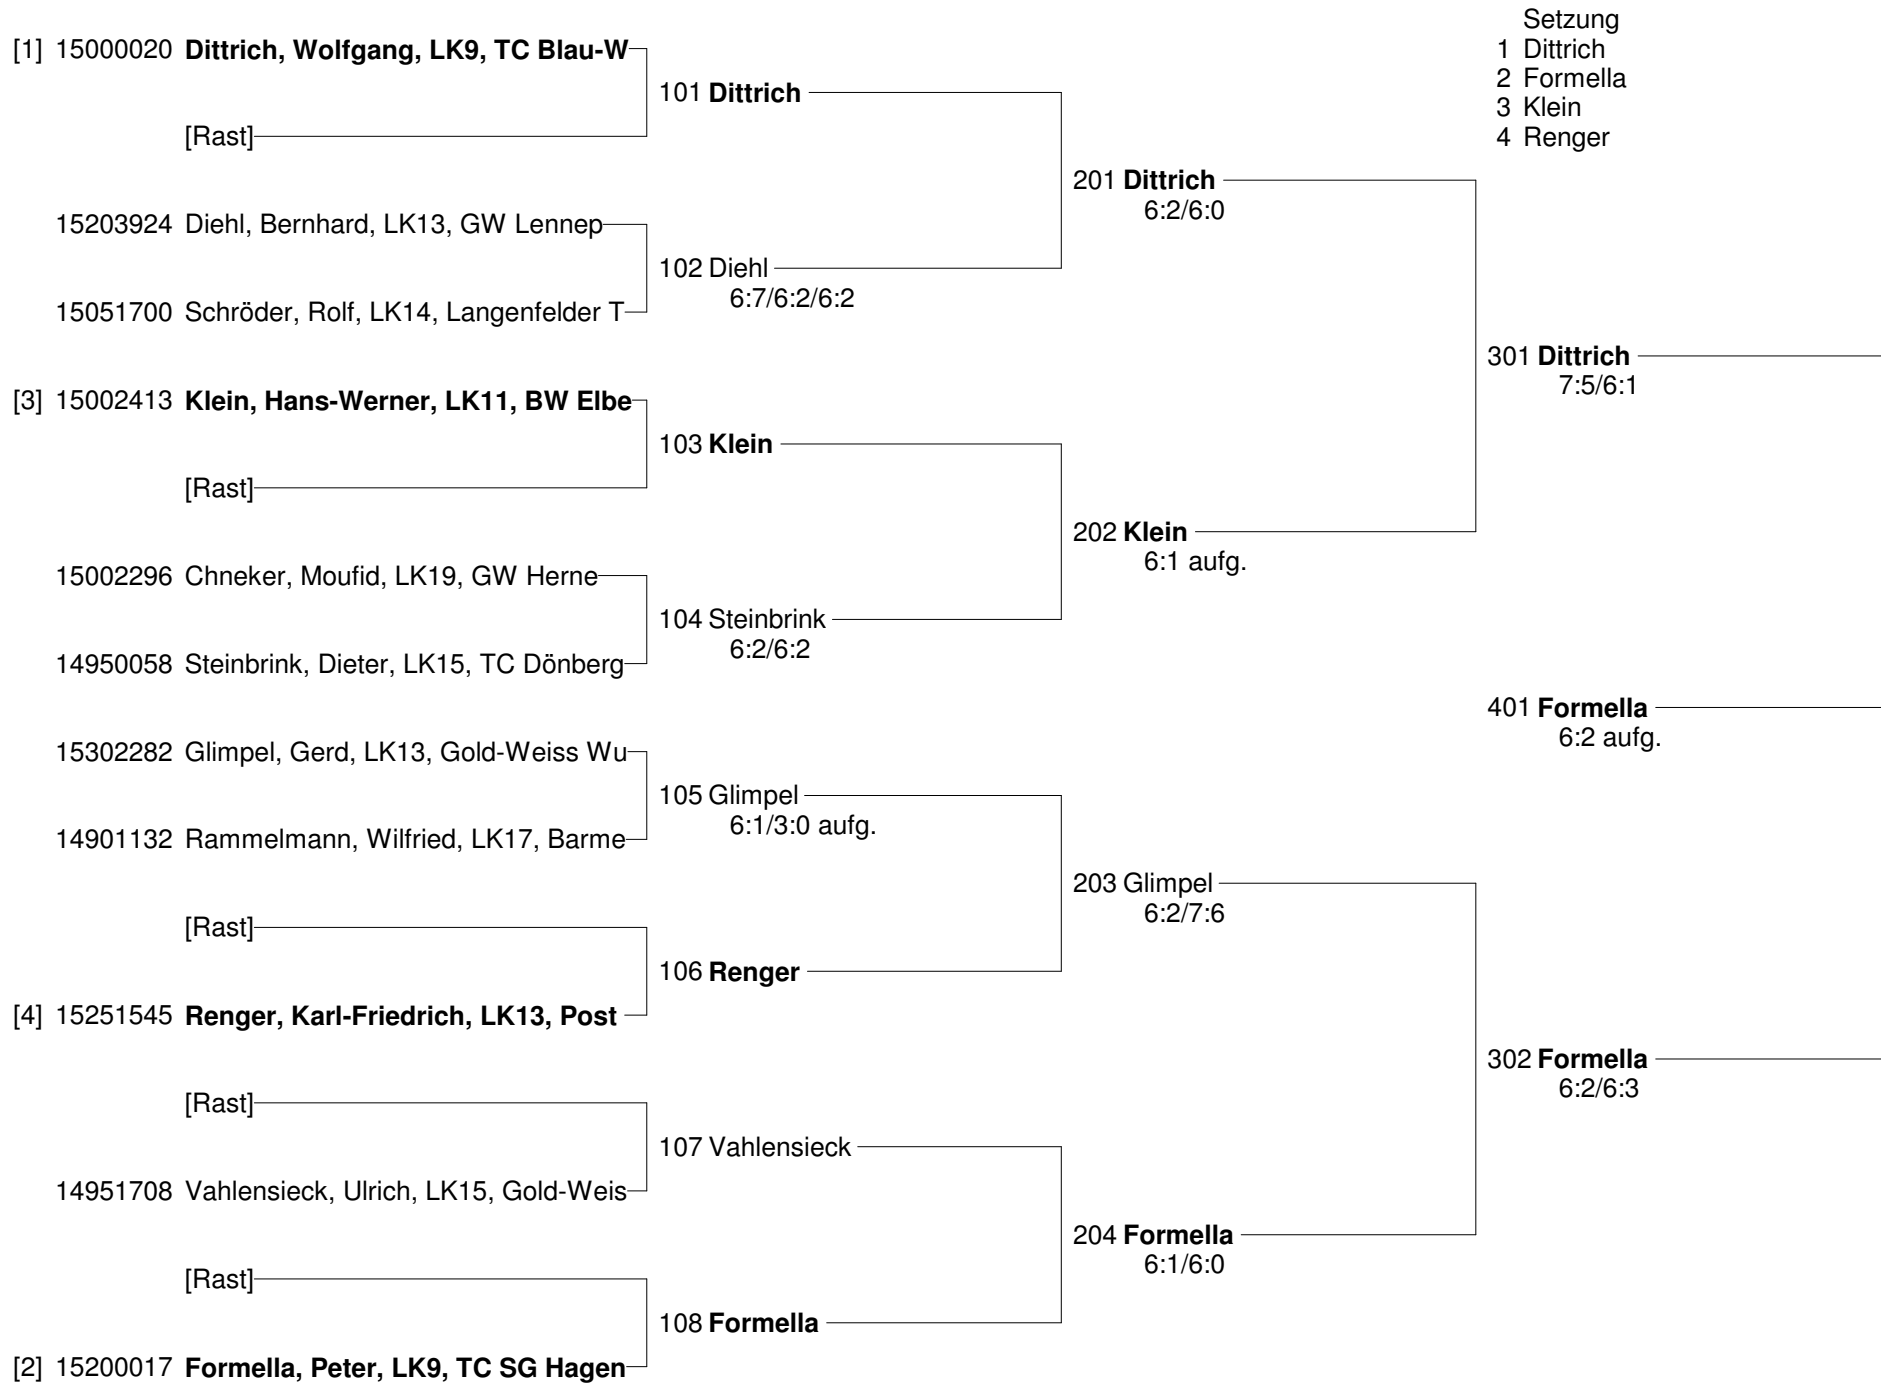 Setzung
1 Dittrich
2 Formella
3 Klein
4 Renger
[1] 15000020 Dittrich, Wolfgang, LK9, TC Blau-W
[Rast]
101 Dittrich
15203924 Diehl, Bernhard, LK13, GW Lennep
15051700 Schröder, Rolf, LK14, Langenfelder T
102 Diehl
6:7/6:2/6:2
201 Dittrich
6:2/6:0
[3] 15002413 Klein, Hans-Werner, LK11, BW Elbe
[Rast]
103 Klein
15002296 Chneker, Moufid, LK19, GW Herne
14950058 Steinbrink, Dieter, LK15, TC Dönberg
104 Steinbrink
6:2/6:2
202 Klein
6:1 aufg.
301 Dittrich
7:5/6:1
401 Formella
6:2 aufg.
15302282 Glimpel, Gerd, LK13, Gold-Weiss Wu
14901132 Rammelmann, Wilfried, LK17, Barme
105 Glimpel
6:1/3:0 aufg.
[Rast]
[4] 15251545 Renger, Karl-Friedrich, LK13, Post
106 Renger
203 Glimpel
6:2/7:6
[Rast]
14951708 Vahlensieck, Ulrich, LK15, Gold-Weis
107 Vahlensieck
[Rast]
[2] 15200017 Formella, Peter, LK9, TC SG Hagen
108 Formella
204 Formella
6:1/6:0
302 Formella
6:2/6:3